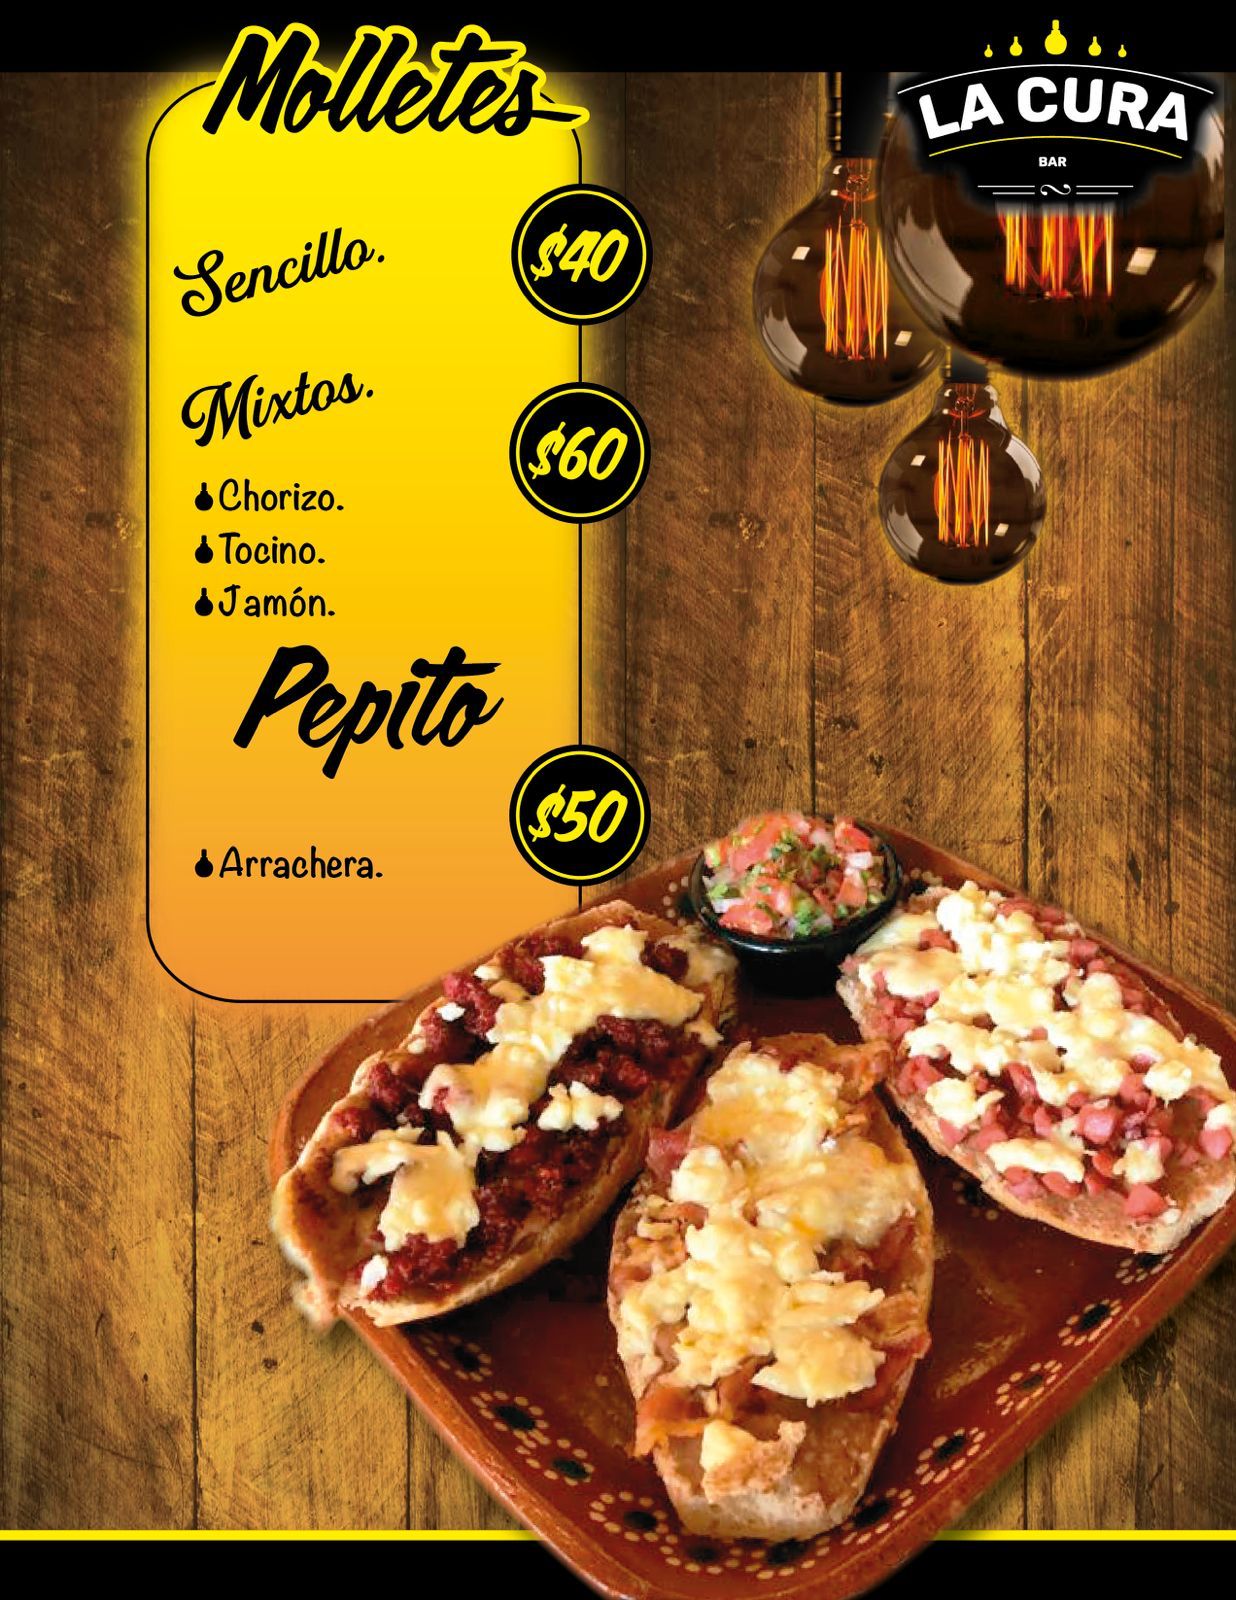 Molletes
LA CURA
BAR
Sencillo.
$40
Mixtos.
$60
Chorizo.
Tocino.
Jamón.
Pepito
$50
Arrachera.